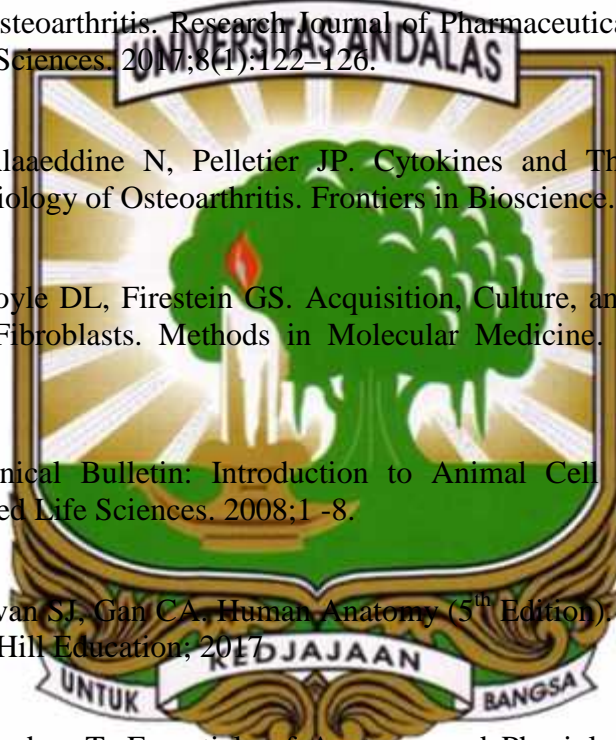 steoarthritis. Research Journal of Pharmaceutica
Sciences. 2017;8(1):122–126.
UNIVERSITAS ANDALAS
laaeddine N, Pelletier JP. Cytokines and Th
iology of Osteoarthritis. Frontiers in Bioscience.
oyle DL, Firestein GS. Acquisition, Culture, an
Fibroblasts. Methods in Molecular Medicine.
nical Bulletin: Introduction to Animal Cell
ed Life Sciences. 2008;1 -8.
wan SJ, Gan CA. Human Anatomy (5th Edition).
Hill Education; 2017
UNTUK KEDJAJAAN BANGSA